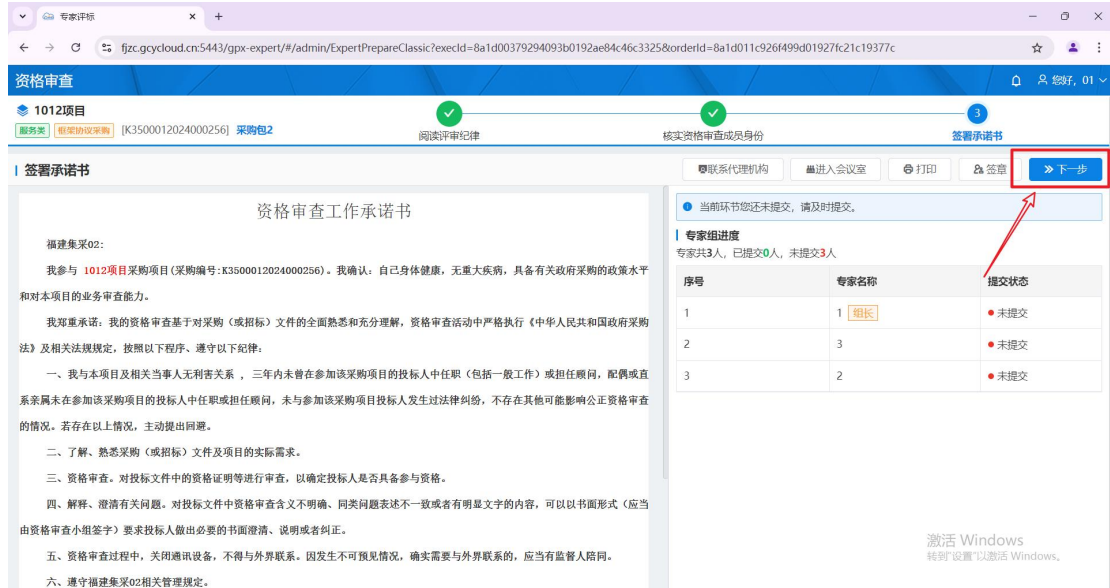 专家评标
fjzc.gcycloud.cn:5443/gpx-expert/#/admin/ExpertPrepareClassic?execId=8a1d00379294093b0192ae84c46c3325&orderId=8a1d011c926f499d01927fc21c19377c
资格审查
您好, 01
1012项目
服务类 框架协议采购 [K3500012024000256] 采购包2
阅读评审纪律
核实资格审查成员身份
3
签署承诺书
签署承诺书
联系代理机构 进入会议室 打印 签章 下一步
资格审查工作承诺书
福建集采02:
我参与 1012项目采购项目(采购编号:K3500012024000256)。我确认: 自己身体健康, 无重大疾病, 具备有关政府采购的政策水平
和对本项目的业务审查能力。
我郑重承诺: 我的资格审查基于对采购（或招标）文件的全面熟悉和充分理解, 资格审查活动中严格执行《中华人民共和国政府采购
法》及相关法规规定, 按照以下程序、遵守以下纪律:
一、我与本项目及相关当事人无利害关系 , 三年内未曾在参加该采购项目的投标人中任职（包括一般工作）或担任顾问, 配偶或直
系亲属未在参加该采购项目的投标人中任职或担任顾问, 未与参加该采购项目投标人发生过法律纠纷, 不存在其他可能影响公正资格审查
的情况。若存在以上情况, 主动提出回避。
二、了解、熟悉采购（或招标）文件及项目的实际需求。
三、资格审查。对投标文件中的资格证明等进行审查, 以确定投标人是否具备参与资格。
四、解释、澄清有关问题。对投标文件中资格审查含义不明确、同类问题表述不一致或者有明显文字的内容, 可以以书面形式（应当
由资格审查小组签字）要求投标人做出必要的书面澄清、说明或者纠正。
五、资格审查过程中, 关闭通讯设备, 不得与外界联系。因发生不可预见情况, 确实需要与外界联系的, 应当有监督人陪同。
六、遵守福建集采02相关管理规定。
当前环节您还未提交，请及时提交。
专家组进度
专家共3人，已提交0人，未提交3人
序号 专家名称 提交状态
1 1 组长 未提交
2 3 未提交
3 2 未提交
激活 Windows
转到"设置"以激活 Windows。